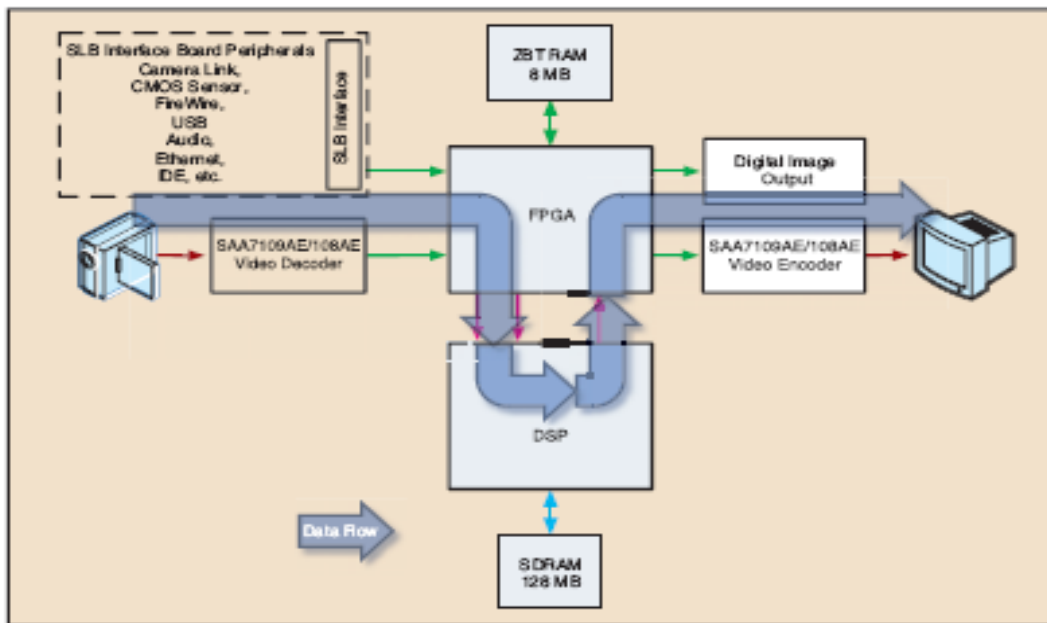 SLB Interface Board Peripherals
Camera Link,
CMOS Sensor,
FireWire,
USB
Audio,
Ethernet,
IDE, etc.
SLB Interface
ZBT RAM
8 MB
FPGA
Digital Image
Output
SAA7109AE/108AE
Video Decoder
SAA7109AE/108AE
Video Encoder
DSP
Data Flow
SDRAM
128 MB